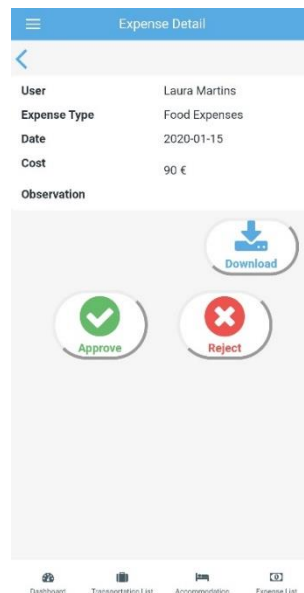 Expense Detail
User Laura Martins
Expense Type Food Expenses
Date 2020-01-15
Cost 90 €
Observation
Download
Approve Reject
Dashboard Transportation List Accommodation Expense List